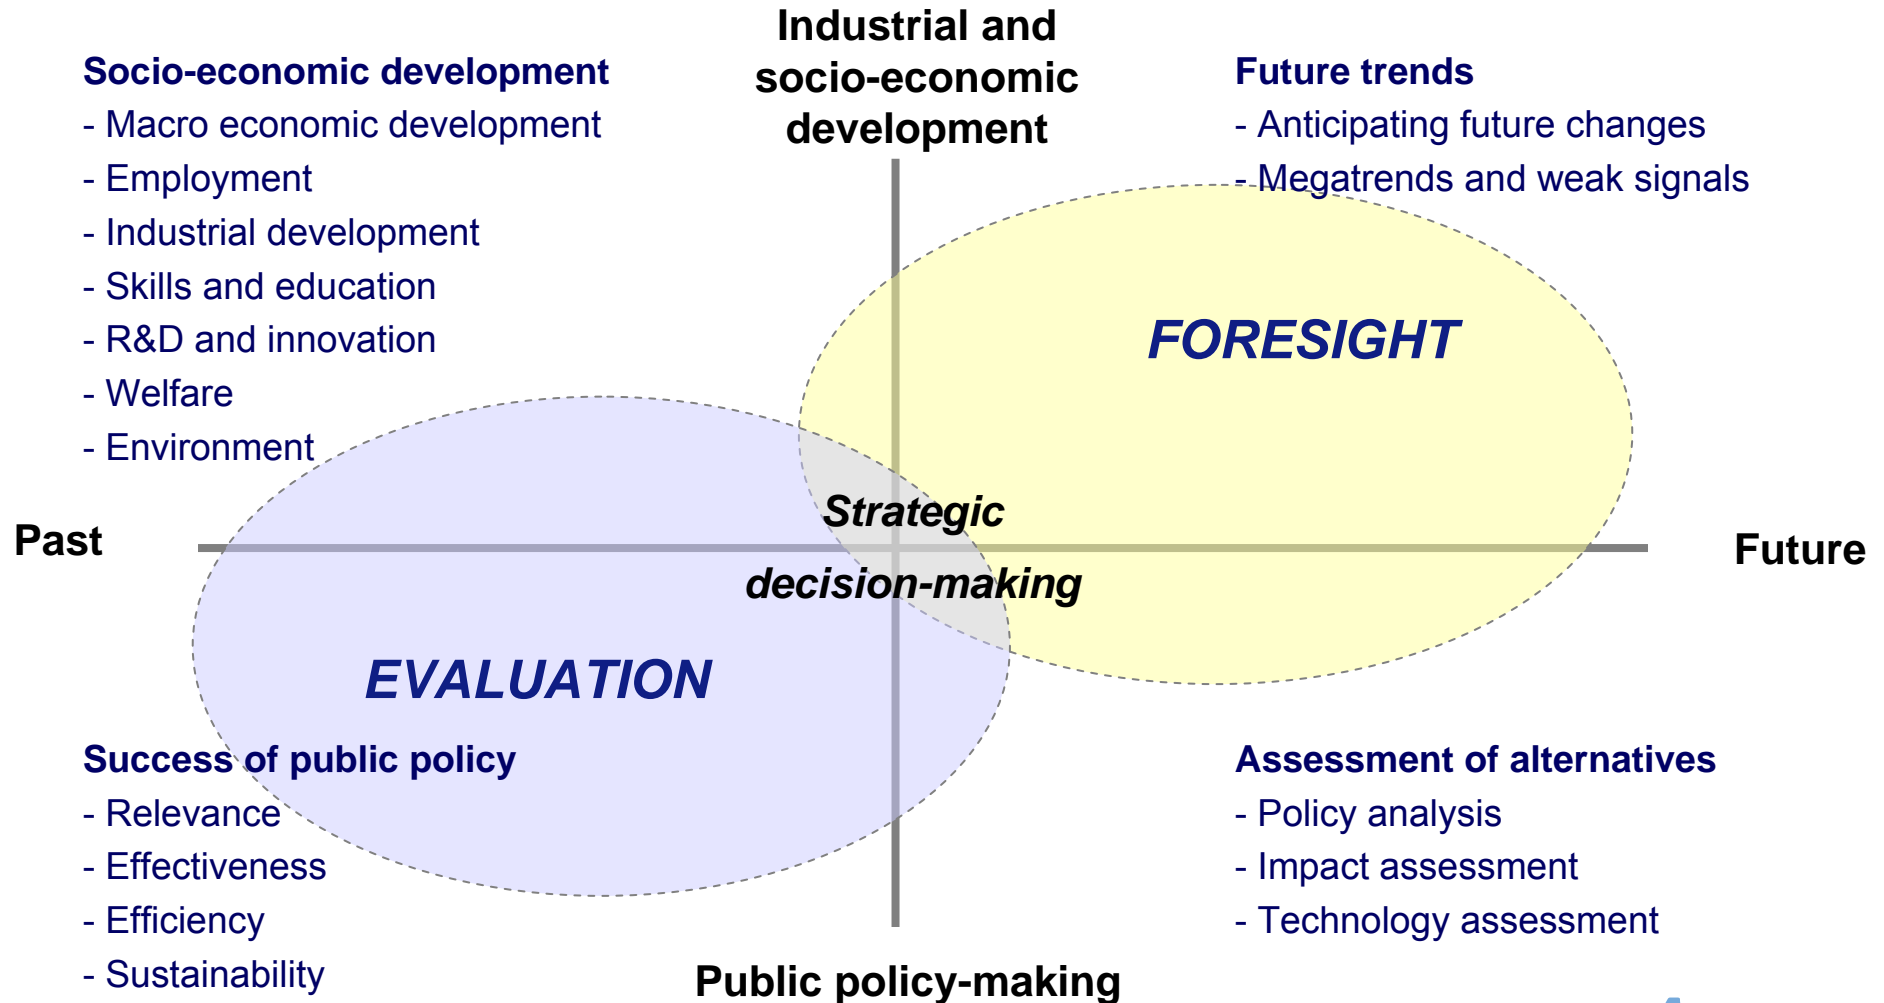 Industrial and
socio-economic
development
Socio-economic development
- Macro economic development
- Employment
- Industrial development
- Skills and education
- R&D and innovation
- Welfare
- Environment
Future trends
- Anticipating future changes
- Megatrends and weak signals
FORESIGHT
Past
Strategic
decision-making
Future
EVALUATION
Success of public policy
- Relevance
- Effectiveness
- Efficiency
- Sustainability
Assessment of alternatives
- Policy analysis
- Impact assessment
- Technology assessment
Public policy-making